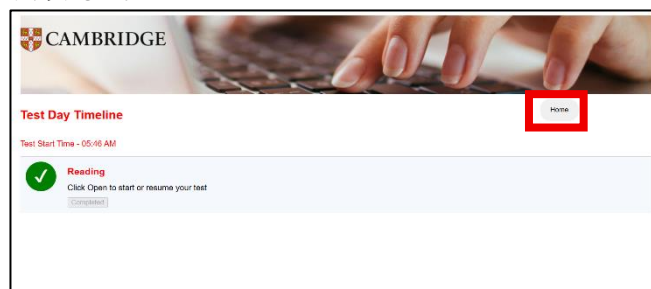 CAMBRIDGE
Test Day Timeline
Home
Test Start Time - 05:46 AM
Reading
Click Open to start or resume your test
Completed